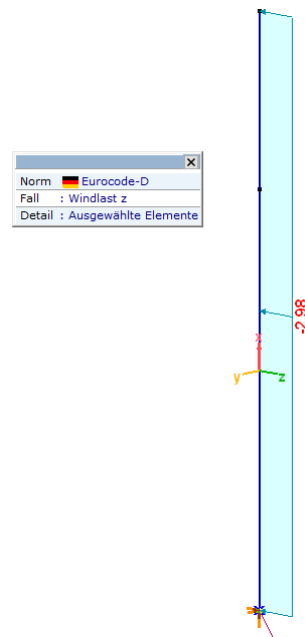 Norm Eurocode-D
Fall : Windlast z
Detail : Ausgewählte Elemente
-2.98
x
y
z